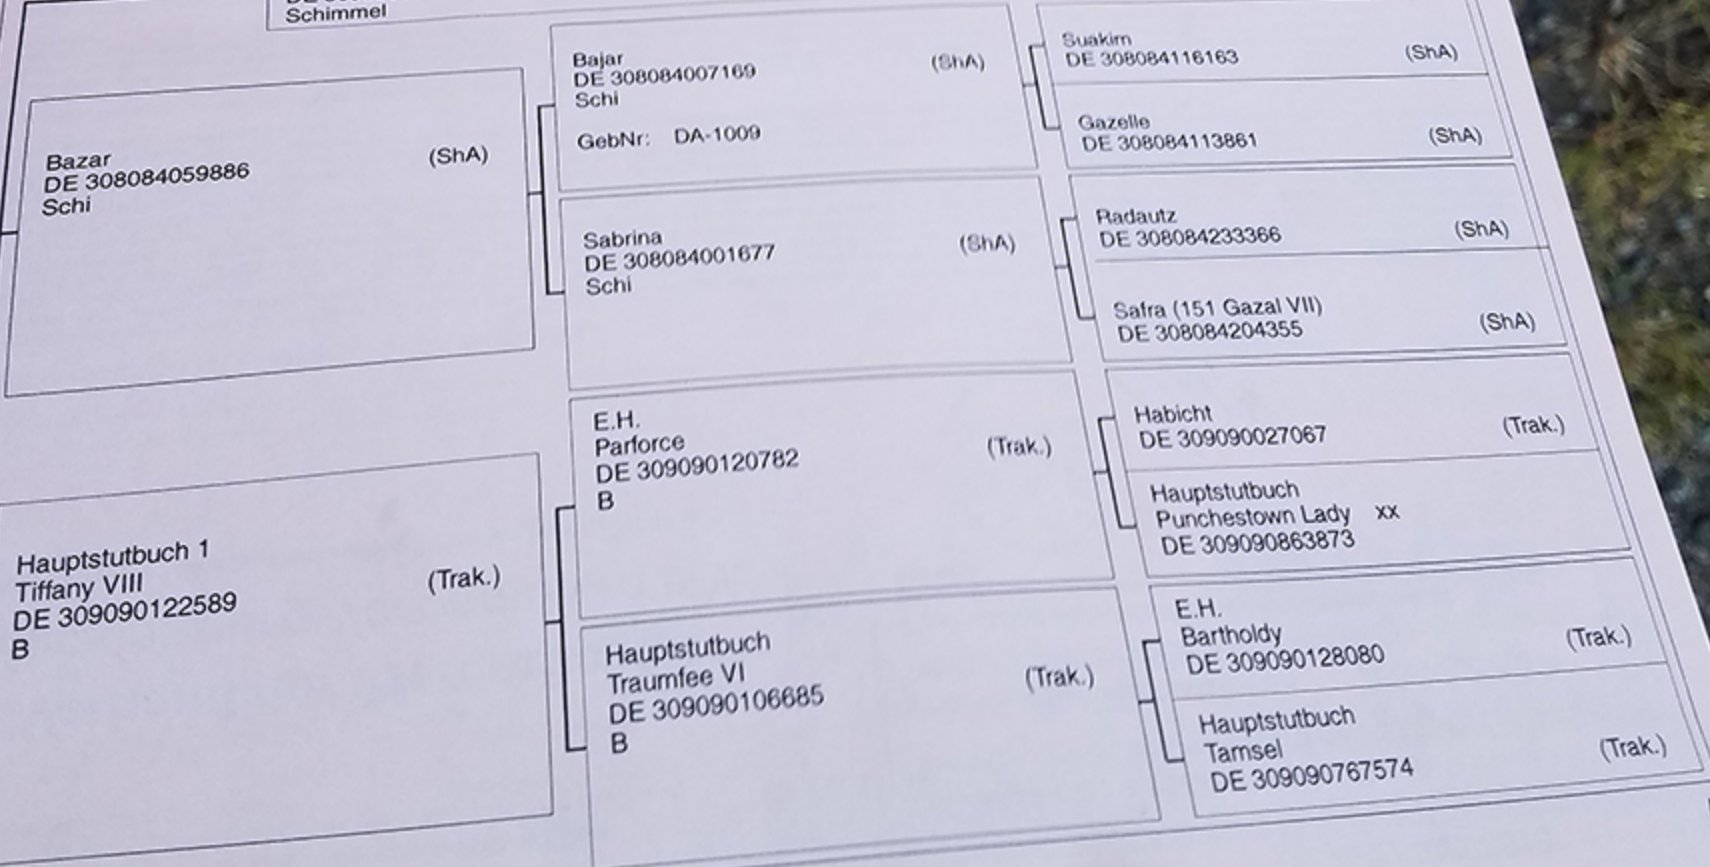 Schimmel
Bazar (ShA)
DE 308084059886
Schi
Bajar (ShA)
DE 308084007169
Schi
GebNr: DA-1009
Suakim
DE 308084116163 (ShA)
Gazelle
DE 308084113861 (ShA)
Sabrina (ShA)
DE 308084001677
Schi
Radautz
DE 308084233366 (ShA)
Safra (151 Gazal VII)
DE 308084204355 (ShA)
Hauptstutbuch 1
Tiffany VIII (Trak.)
DE 309090122589
B
E.H.
Parforce (Trak.)
DE 309090120782
B
Habicht
DE 309090027067 (Trak.)
Hauptstutbuch
Punchestown Lady xx
DE 309090863873
Hauptstutbuch
Traumfee VI (Trak.)
DE 309090106685
B
E.H.
Bartholdy (Trak.)
DE 309090128080
Hauptstutbuch
Tamsel (Trak.)
DE 309090767574